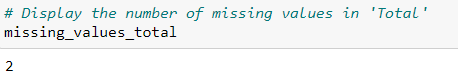 # Display the number of missing values in 'Total'
missing_values_total
2